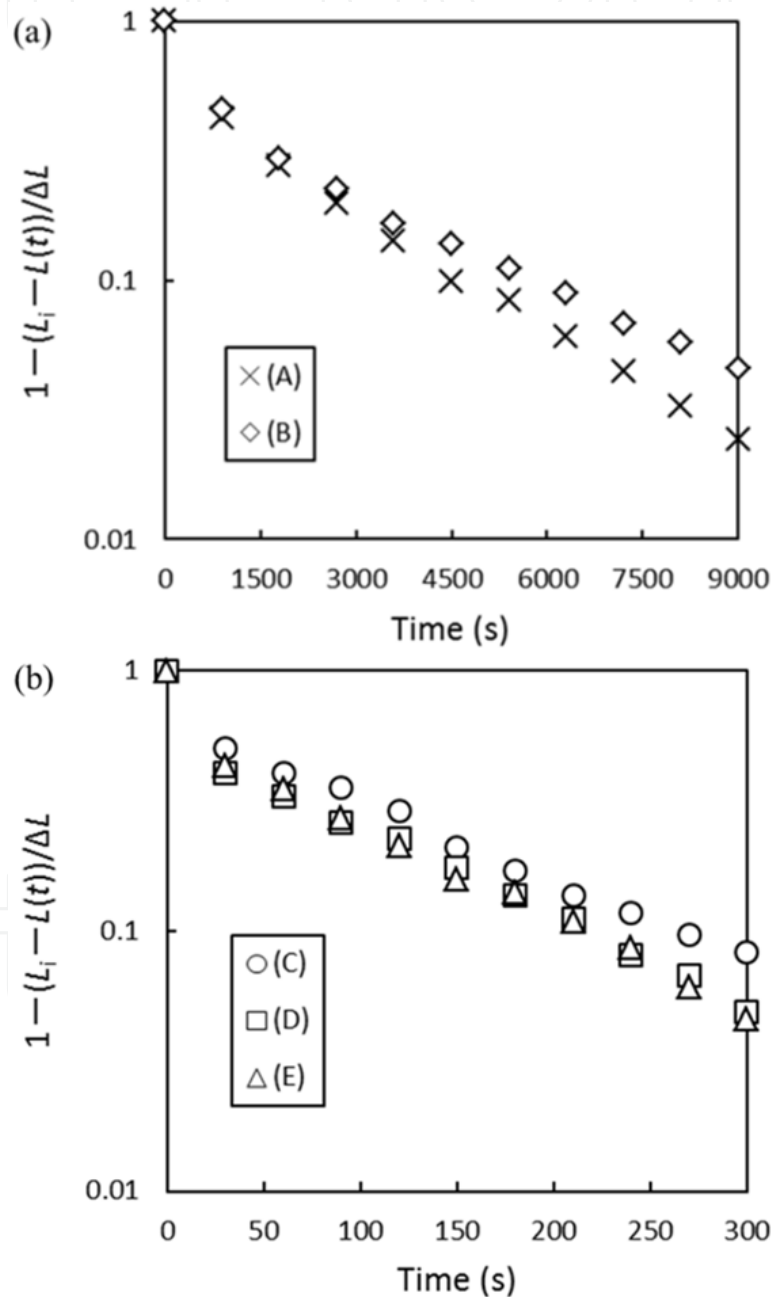 (a)
1
0.1
0.01
1—(Lᵢ—L(t))/ΔL
× (A)
◇ (B)
0 1500 3000 4500 6000 7500 9000
Time (s)
(b)
1
0.1
0.01
1—(Lᵢ—L(t))/ΔL
○ (C)
□ (D)
△ (E)
0 50 100 150 200 250 300
Time (s)